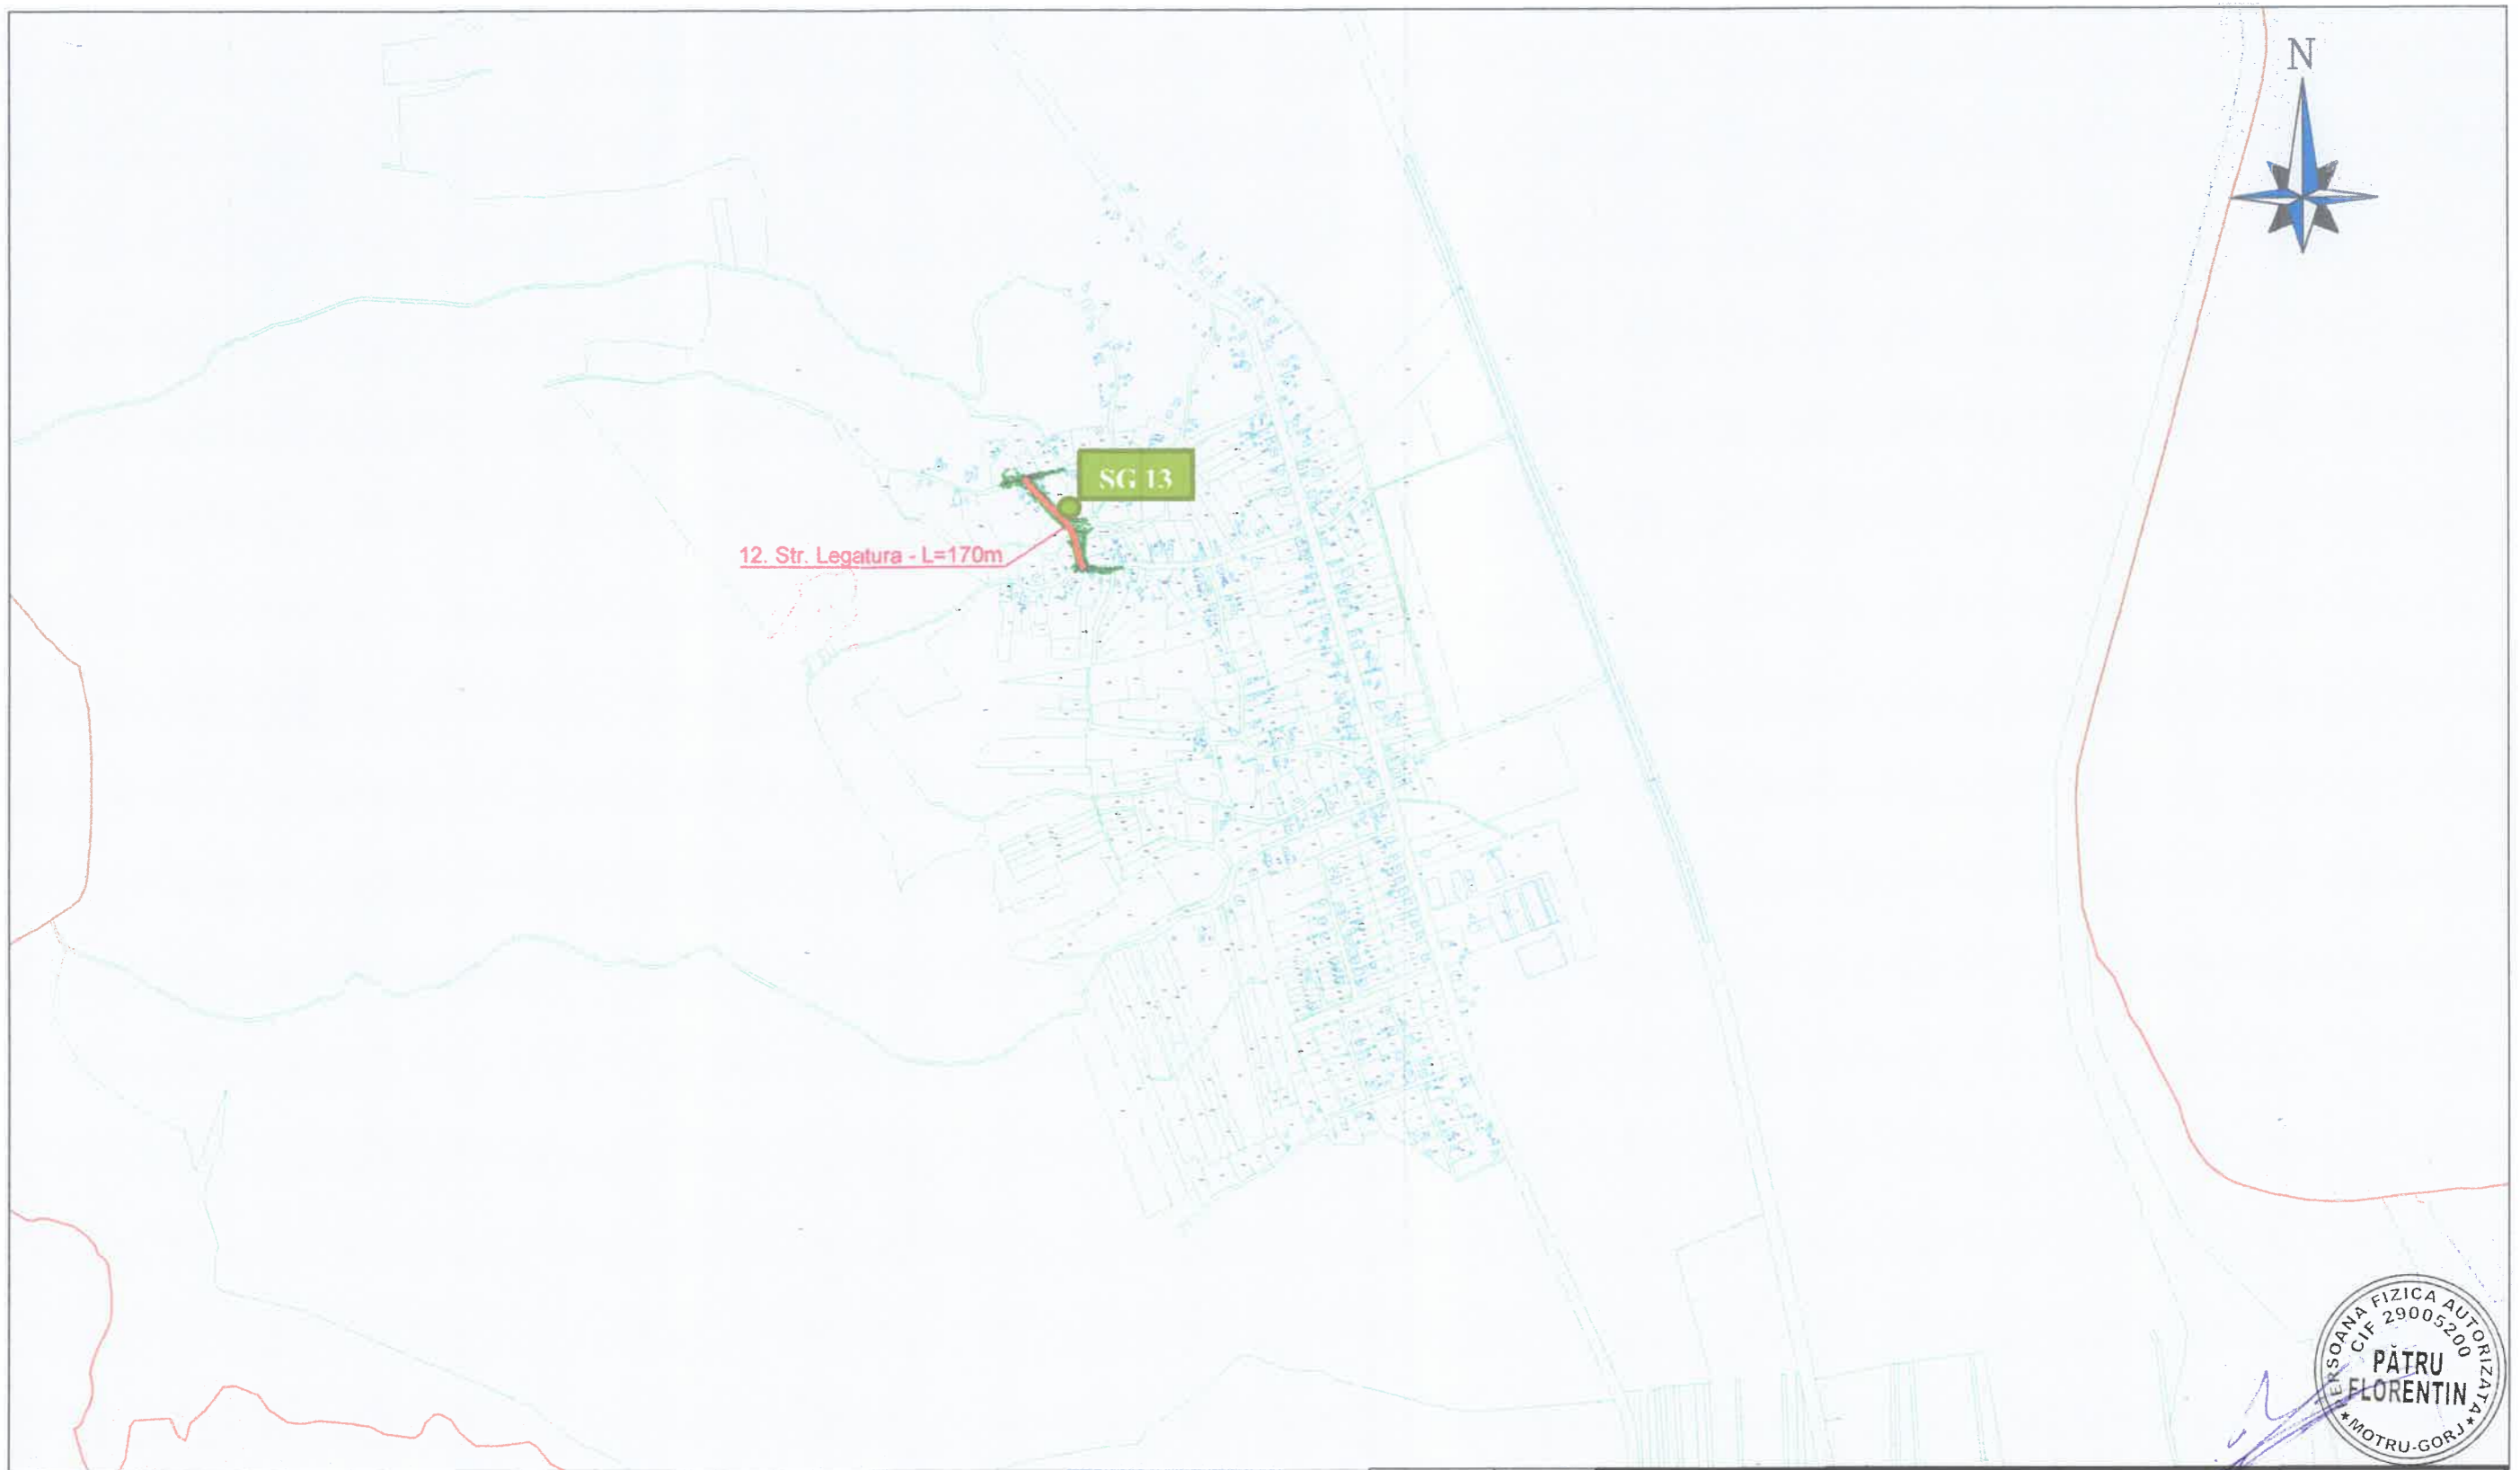 N
SG 13
12. Str. Legatura - L=170m
PERSOANA FIZICA AUTORIZATA
CIF 29005200
PĂTRU
FLORENTIN
*MOTRU-GORJ*